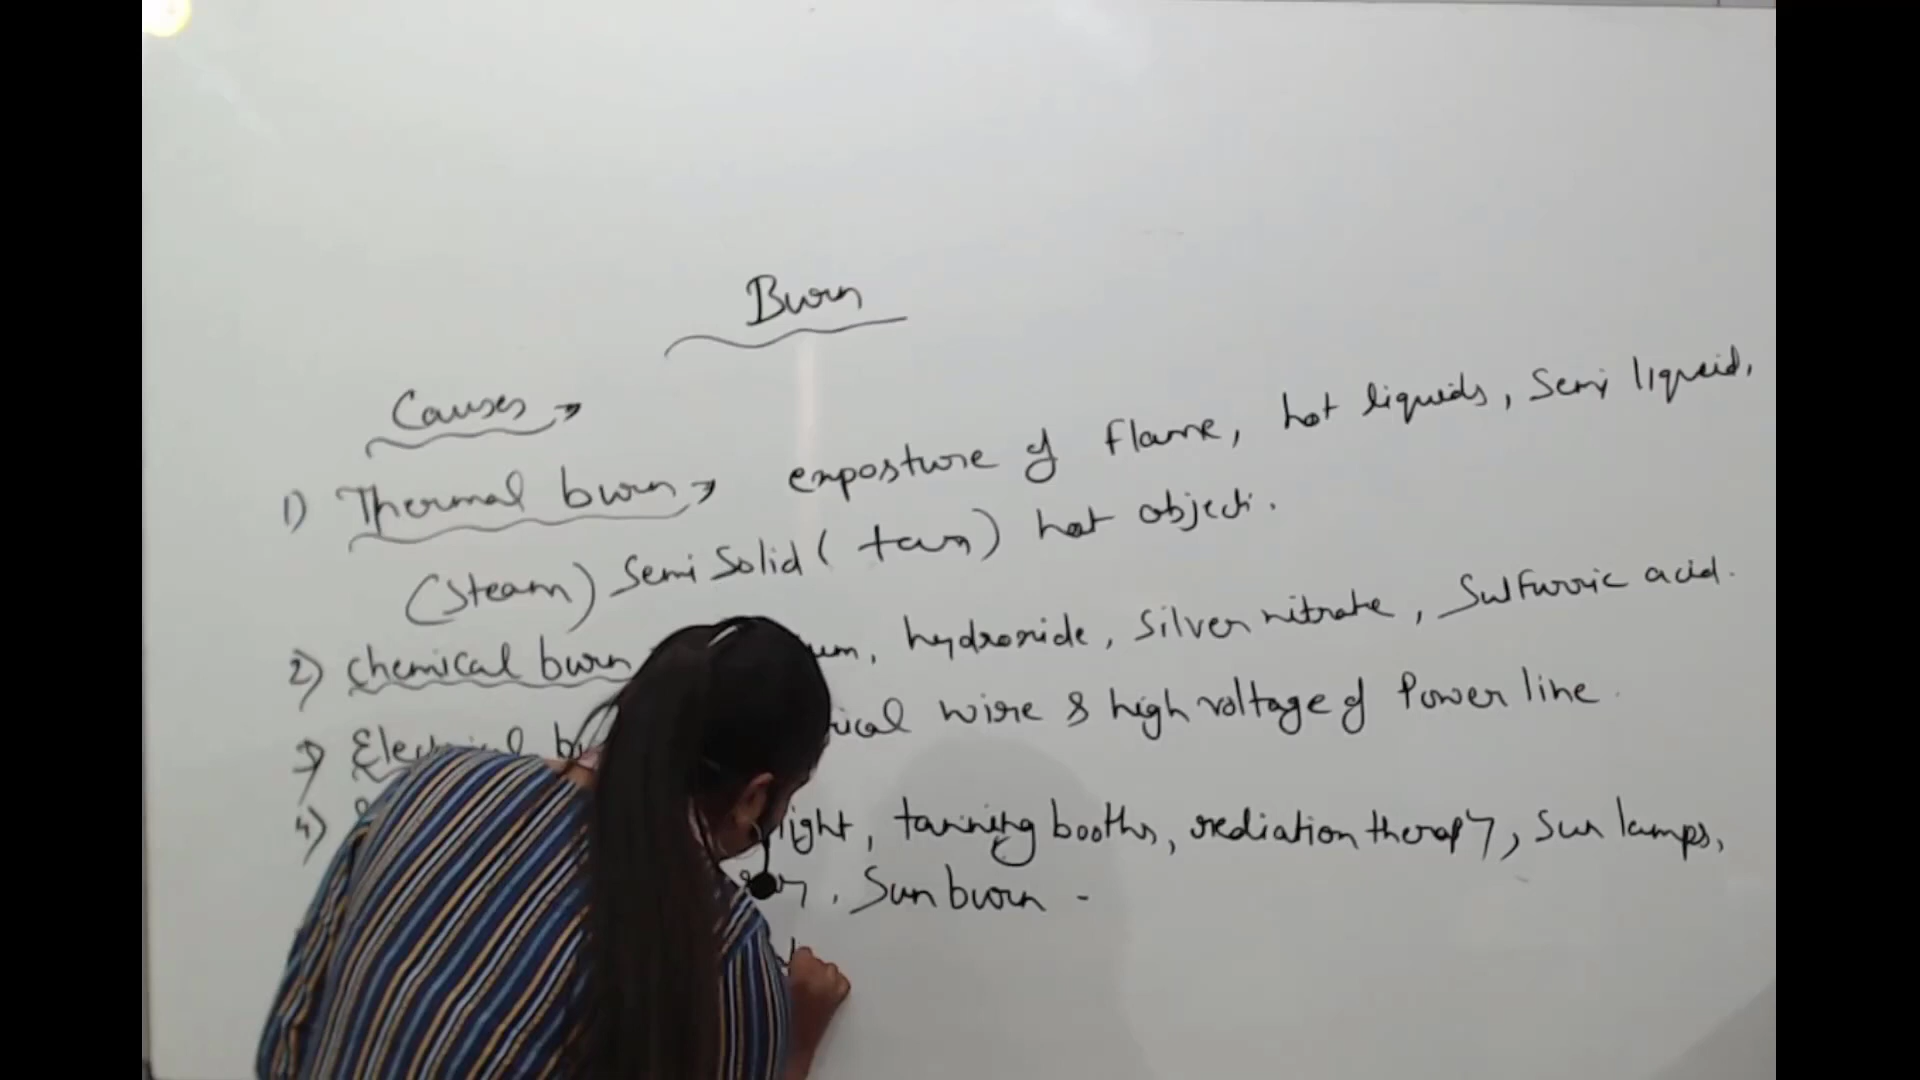 Burn
Causes →
1) Thermal burn → exposture of flame, hot liquids, Semi liquid,
(Steam) Semi Solid (tar) hot object.
2) Chemical burn hydroxide, Silver nitrate, Sulfuric acid.
3) wire & high voltage of Power line.
4) light, tanning booths, rediation therapy, Sun lamps,
Sun burn -